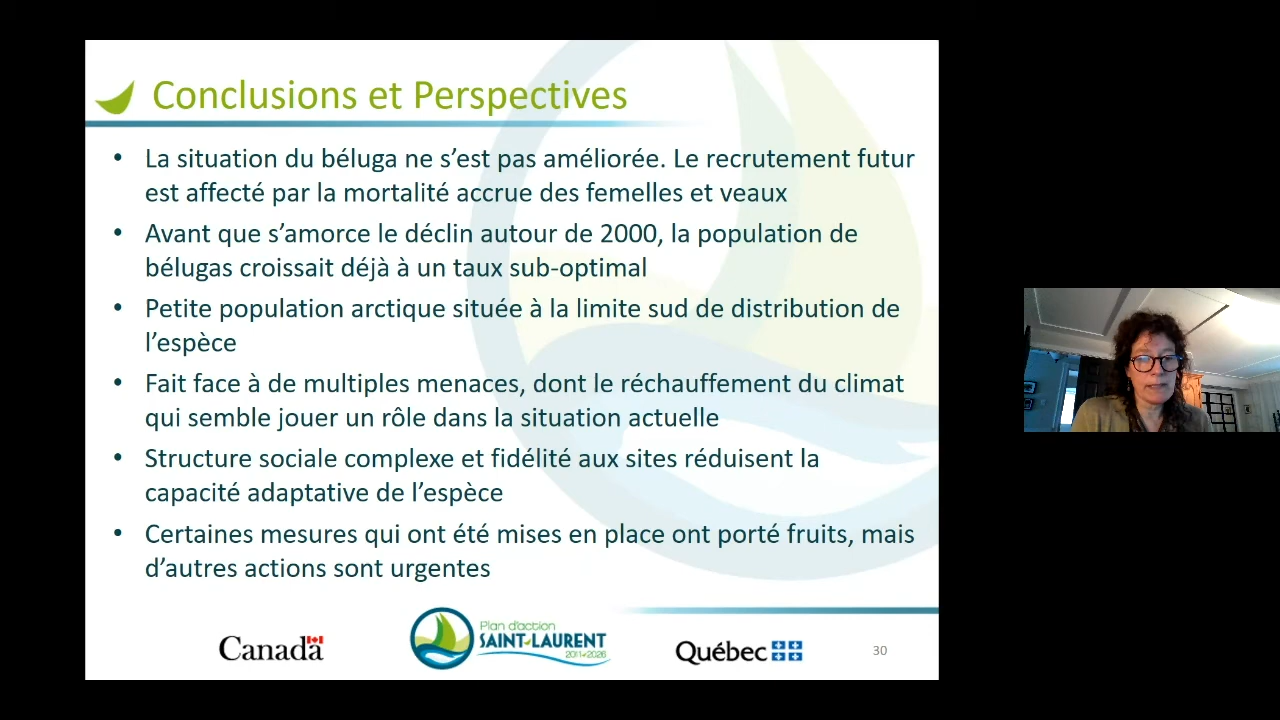 Conclusions et Perspectives
• La situation du béluga ne s’est pas améliorée. Le recrutement futur
est affecté par la mortalité accrue des femelles et veaux
• Avant que s’amorce le déclin autour de 2000, la population de
bélugas croissait déjà à un taux sub-optimal
• Petite population arctique située à la limite sud de distribution de
l’espèce
• Fait face à de multiples menaces, dont le réchauffement du climat
qui semble jouer un rôle dans la situation actuelle
• Structure sociale complexe et fidélité aux sites réduisent la
capacité adaptative de l’espèce
• Certaines mesures qui ont été mises en place ont porté fruits, mais
d’autres actions sont urgentes
Canada
Plan d’action
SAINT-LAURENT
2011-2026
Québec
30